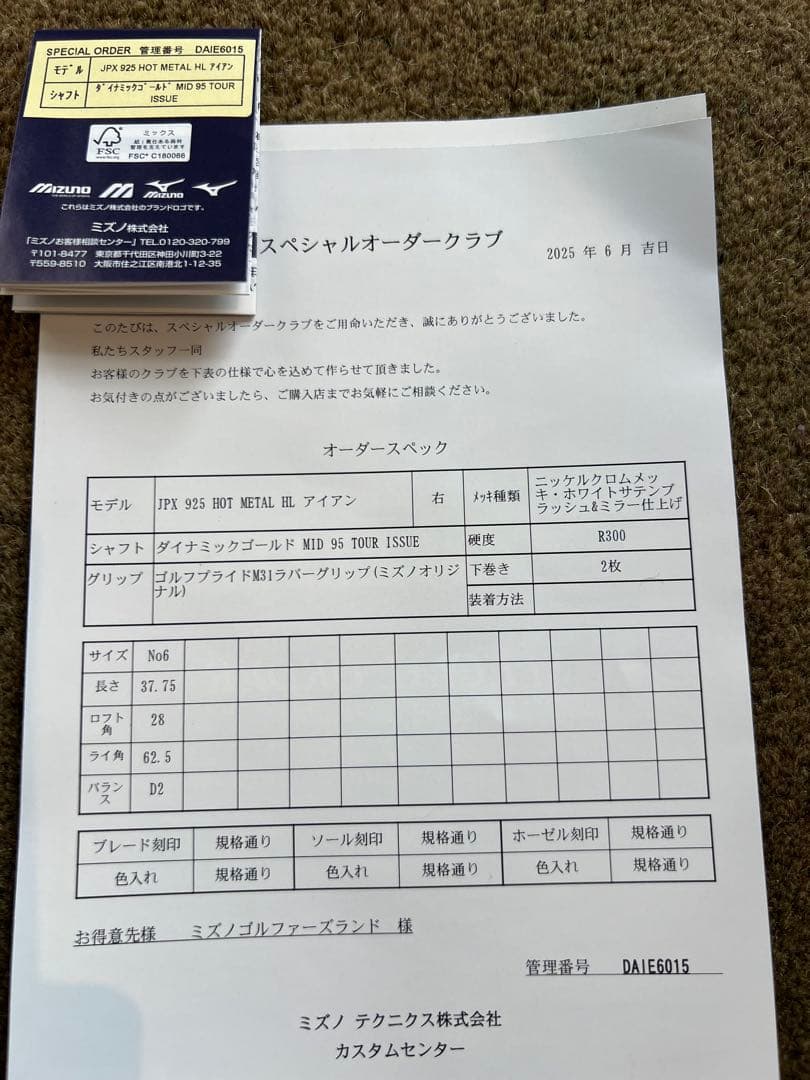 SPECIAL ORDER 管理番号 DAIE6015
ﾓﾃﾞﾙ JPX 925 HOT METAL HL アイアン
ｼｬﾌﾄ ﾀﾞｲﾅﾐｯｸｺﾞｰﾙﾄﾞ MID 95 TOUR ISSUE
FSC
www.fsc.org
ミックス
紙｜責任ある森林管理を支えています
FSC® C180066
MIZUNO
MIZUNO
これらはミズノ株式会社のブランドロゴです。
ミズノ株式会社
「ミズノお客様相談センター」TEL.0120-320-799
〒101-8477 東京都千代田区神田小川町3-22
〒559-8510 大阪市住之江区南港北1-12-35
スペシャルオーダークラブ
2025 年 6 月 吉日
このたびは、スペシャルオーダークラブをご用命いただき、誠にありがとうございました。
私たちスタッフ一同
お客様のクラブを下表の仕様で心を込めて作らせて頂きました。
お気付きの点がございましたら、ご購入店までお気軽にご相談ください。
オーダースペック
モデル JPX 925 HOT METAL HL アイアン 右 ﾒｯｷ種類 ニッケルクロムメッキ・ホワイトサテンブラッシュ&ミラー仕上げ
シャフト ダイナミックゴールド MID 95 TOUR ISSUE 硬度 R300
グリップ ゴルフプライドM31ラバーグリップ(ミズノオリジナル) 下巻き 2枚
装着方法
サイズ No6
長さ 37.75
ロフト角 28
ライ角 62.5
バランス D2
ブレード刻印 規格通り ソール刻印 規格通り ホーゼル刻印 規格通り
色入れ 規格通り 色入れ 規格通り 色入れ 規格通り
お得意先様 ミズノゴルファーズランド 様
管理番号 DAIE6015
ミズノ テクニクス株式会社
カスタムセンター